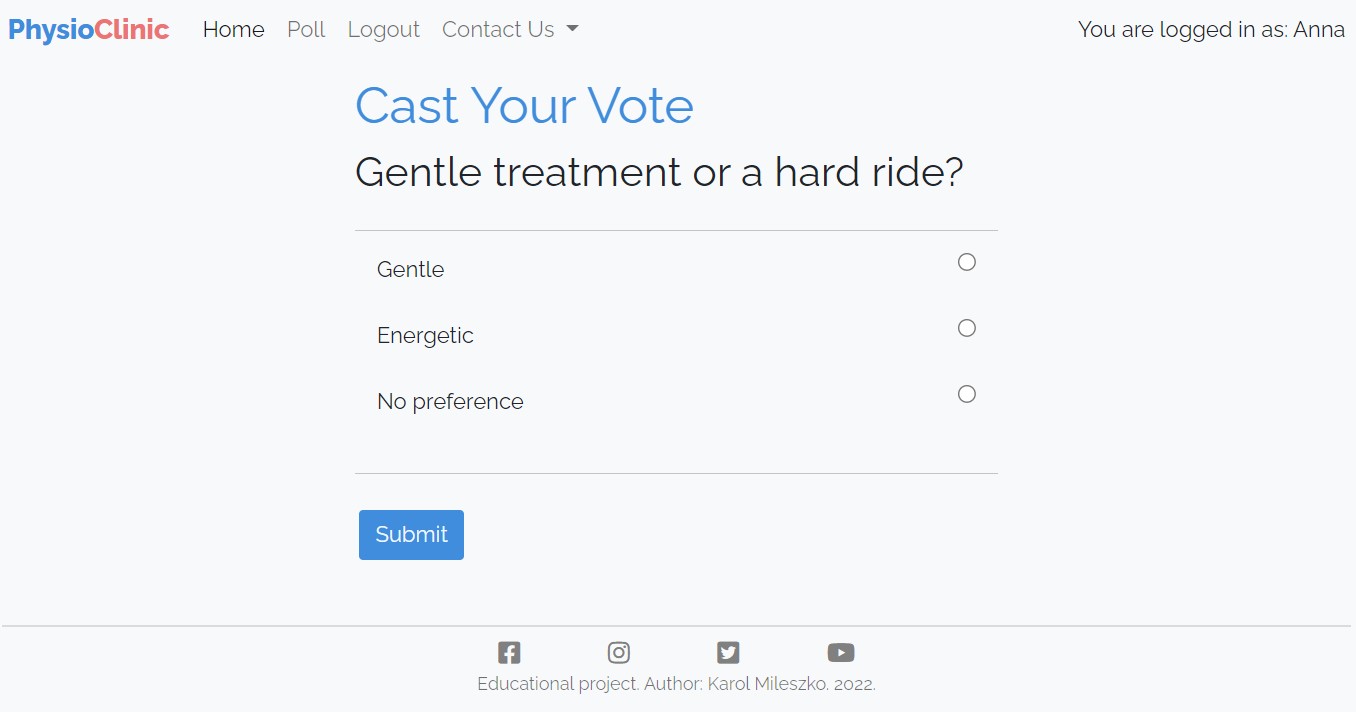 PhysioClinic Home Poll Logout Contact Us You are logged in as: Anna
Cast Your Vote
Gentle treatment or a hard ride?
Gentle
Energetic
No preference
Submit
Educational project. Author: Karol Mileszko. 2022.